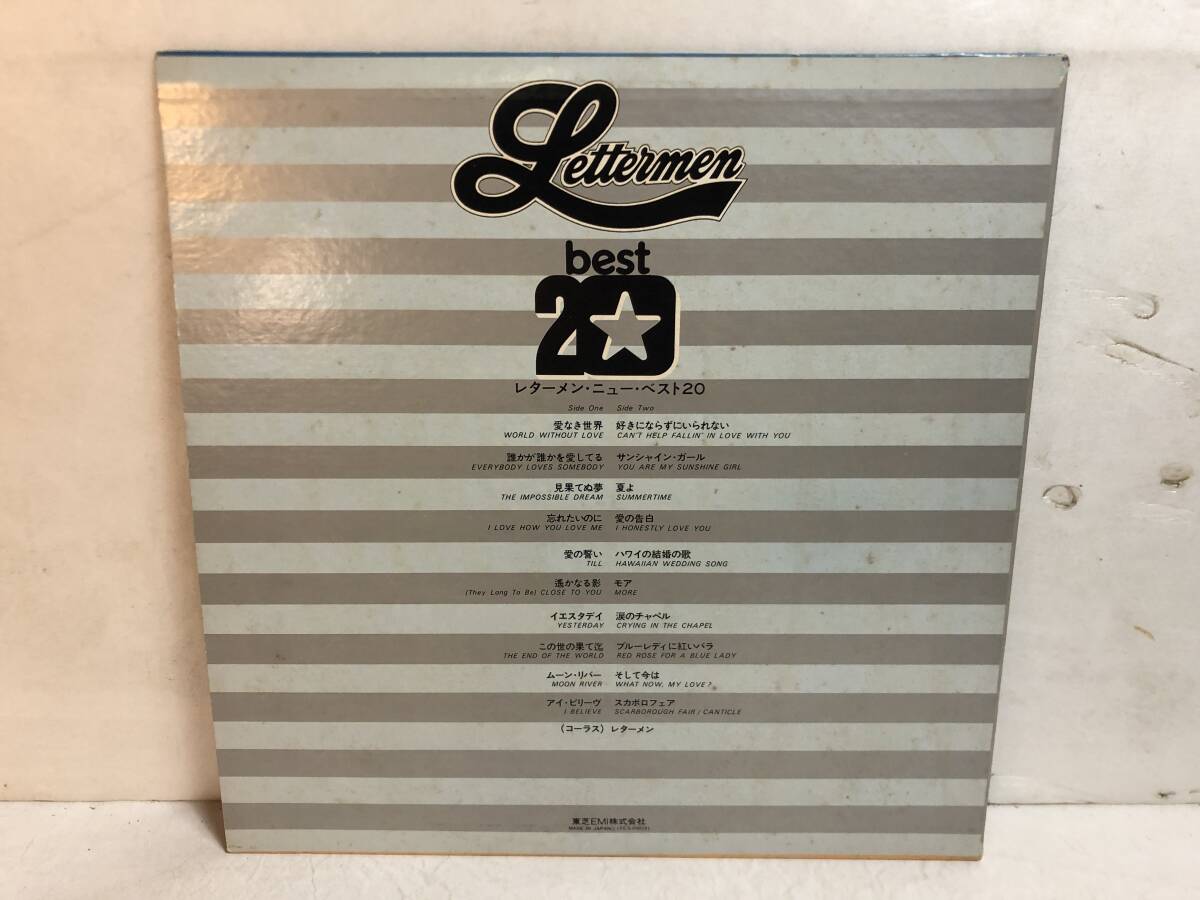 Lettermen
best
20
レターメン・ニュー・ベスト20
Side One
愛なき世界
WORLD WITHOUT LOVE
誰かが誰かを愛してる
EVERYBODY LOVES SOMEBODY
見果てぬ夢
THE IMPOSSIBLE DREAM
忘れたいのに
I LOVE HOW YOU LOVE ME
愛の誓い
TILL
遙かなる影
(They Long To Be) CLOSE TO YOU
イエスタデイ
YESTERDAY
この世の果て迄
THE END OF THE WORLD
ムーン・リバー
MOON RIVER
アイ・ビリーヴ
I BELIEVE
Side Two
好きにならずにいられない
CAN'T HELP FALLIN' IN LOVE WITH YOU
サンシャイン・ガール
YOU ARE MY SUNSHINE GIRL
夏よ
SUMMERTIME
愛の告白
I HONESTLY LOVE YOU
ハワイの結婚の歌
HAWAIIAN WEDDING SONG
モア
MORE
涙のチャペル
CRYING IN THE CHAPEL
ブルーレディに紅いバラ
RED ROSE FOR A BLUE LADY
そして今は
WHAT NOW, MY LOVE?
スカボロフェア
SCARBOROUGH FAIR / CANTICLE
(コーラス) レターメン
東芝EMI株式会社
MADE IN JAPAN